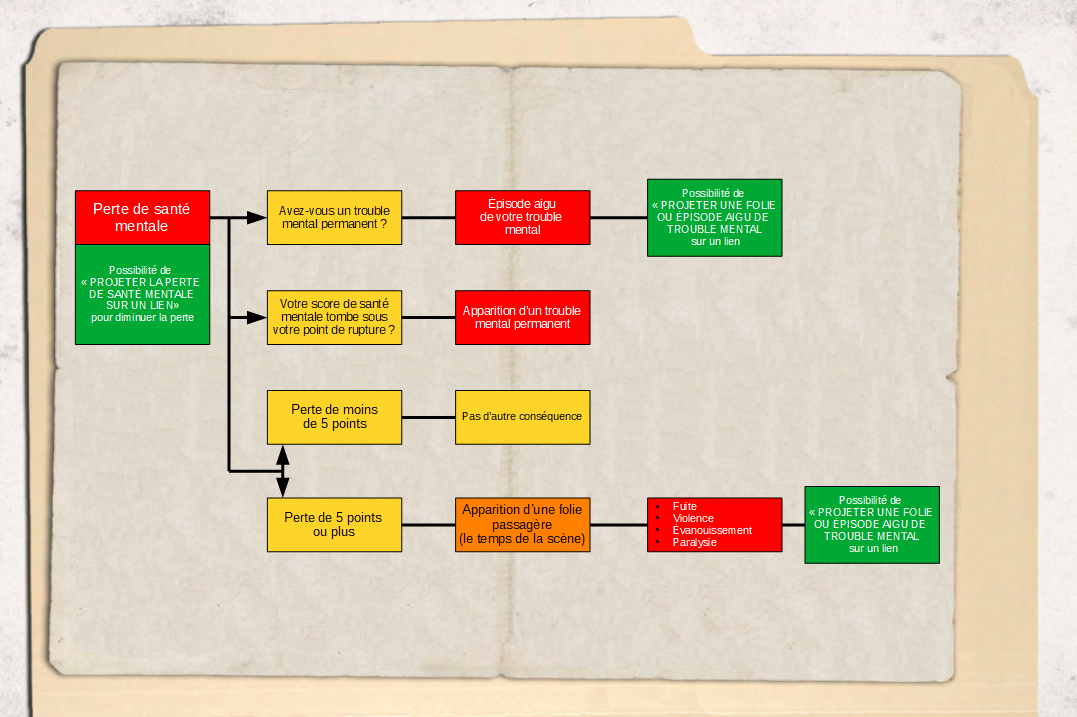 Perte de santé
mentale
Possibilité de
« PROJETER LA PERTE
DE SANTÉ MENTALE
SUR UN LIEN»
pour diminuer la perte
Avez-vous un trouble
mental permanent ?
Épisode aigu
de votre trouble
mental
Possibilité de
« PROJETER UNE FOLIE
OU ÉPISODE AIGU DE
TROUBLE MENTAL
sur un lien
Votre score de santé
mentale tombe sous
votre point de rupture ?
Apparition d'un trouble
mental permanent
Perte de moins
de 5 points
Pas d'autre conséquence
Perte de 5 points
ou plus
Apparition d'une folie
passagère
(le temps de la scène)
• Fuite
• Violence
• Évanouissement
• Paralysie
Possibilité de
« PROJETER UNE FOLIE
OU ÉPISODE AIGU DE
TROUBLE MENTAL
sur un lien